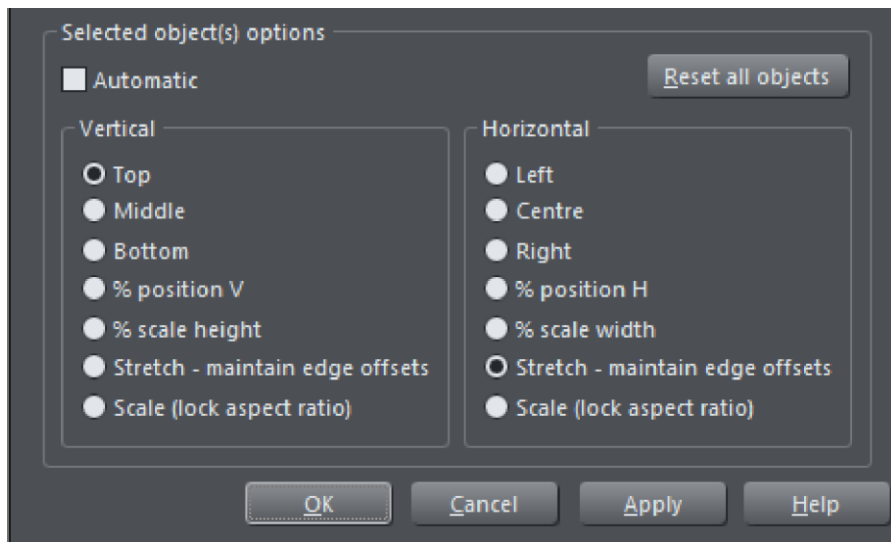 Selected object(s) options
Automatic
Reset all objects
Vertical
Top
Middle
Bottom
% position V
% scale height
Stretch - maintain edge offsets
Scale (lock aspect ratio)
Horizontal
Left
Centre
Right
% position H
% scale width
Stretch - maintain edge offsets
Scale (lock aspect ratio)
OK
Cancel
Apply
Help